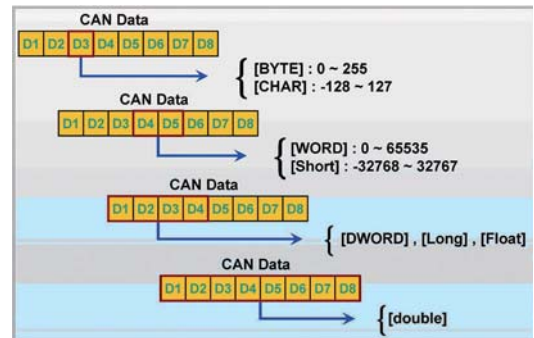 CAN Data
D1 D2 D3 D4 D5 D6 D7 D8
{ [BYTE] : 0 ~ 255
[CHAR] : -128 ~ 127
CAN Data
D1 D2 D3 D4 D5 D6 D7 D8
{ [WORD] : 0 ~ 65535
[Short] : -32768 ~ 32767
CAN Data
D1 D2 D3 D4 D5 D6 D7 D8
{ [DWORD] , [Long] , [Float]
CAN Data
D1 D2 D3 D4 D5 D6 D7 D8
{ [double]